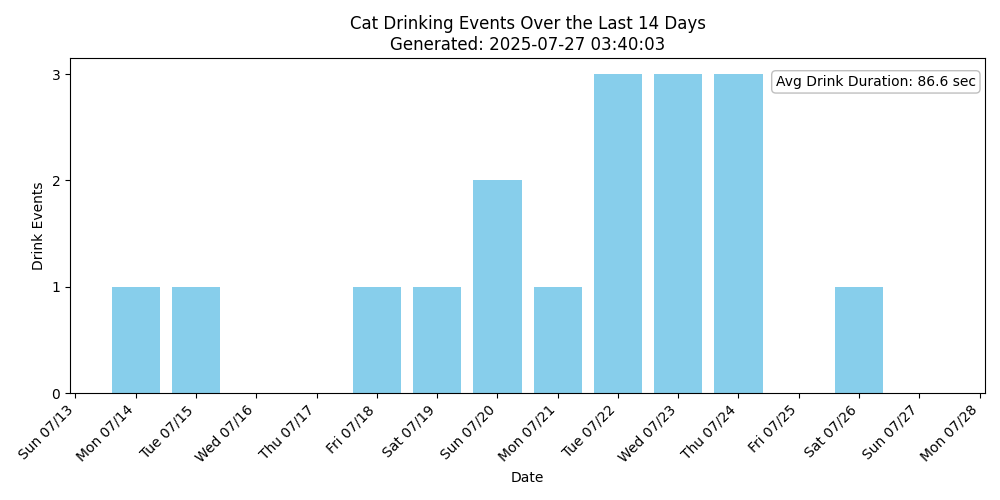 Cat Drinking Events Over the Last 14 Days
Generated: 2025-07-27 03:40:03
Avg Drink Duration: 86.6 sec
Drink Events
3
2
1
0
Sun 07/13
Mon 07/14
Tue 07/15
Wed 07/16
Thu 07/17
Fri 07/18
Sat 07/19
Sun 07/20
Mon 07/21
Tue 07/22
Wed 07/23
Thu 07/24
Fri 07/25
Sat 07/26
Sun 07/27
Mon 07/28
Date